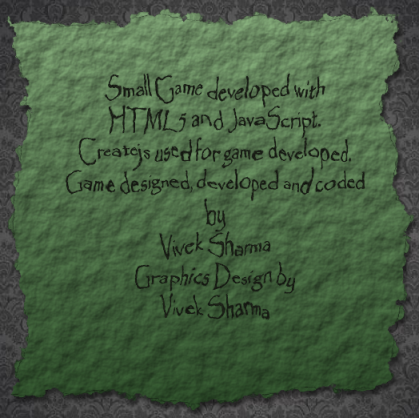 Small Game developed with
HTML5 and JavaScript.
Createjs used for game developed.
Game designed, developed and coded
by
Vivek Sharma
Graphics Design by
Vivek Sharma